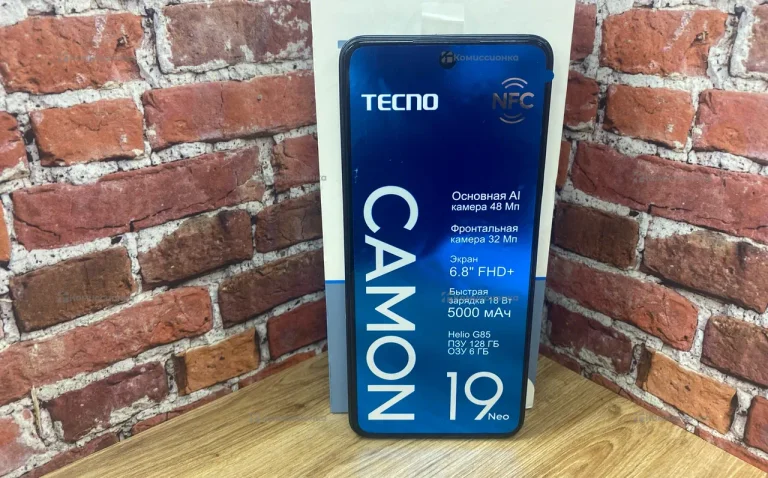 Комиссионка
TECNO
NFC
CAMON
Основная AI
камера 48 Мп
Фронтальная
камера 32 Мп
Экран
6.8" FHD+
Быстрая
зарядка 18 Вт
5000 мАч
Helio G85
ПЗУ 128 ГБ
ОЗУ 6 ГБ
19 Neo